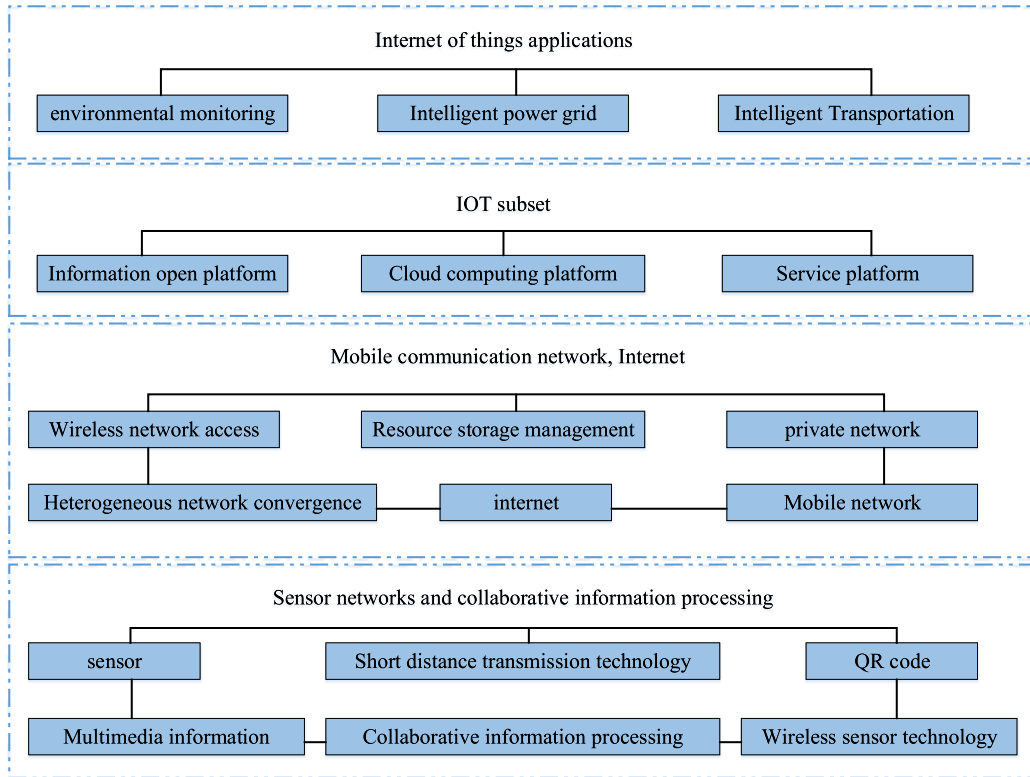 Internet of things applications
environmental monitoring
Intelligent power grid
Intelligent Transportation
IOT subset
Information open platform
Cloud computing platform
Service platform
Mobile communication network, Internet
Wireless network access
Resource storage management
private network
Heterogeneous network convergence
internet
Mobile network
Sensor networks and collaborative information processing
sensor
Short distance transmission technology
QR code
Multimedia information
Collaborative information processing
Wireless sensor technology